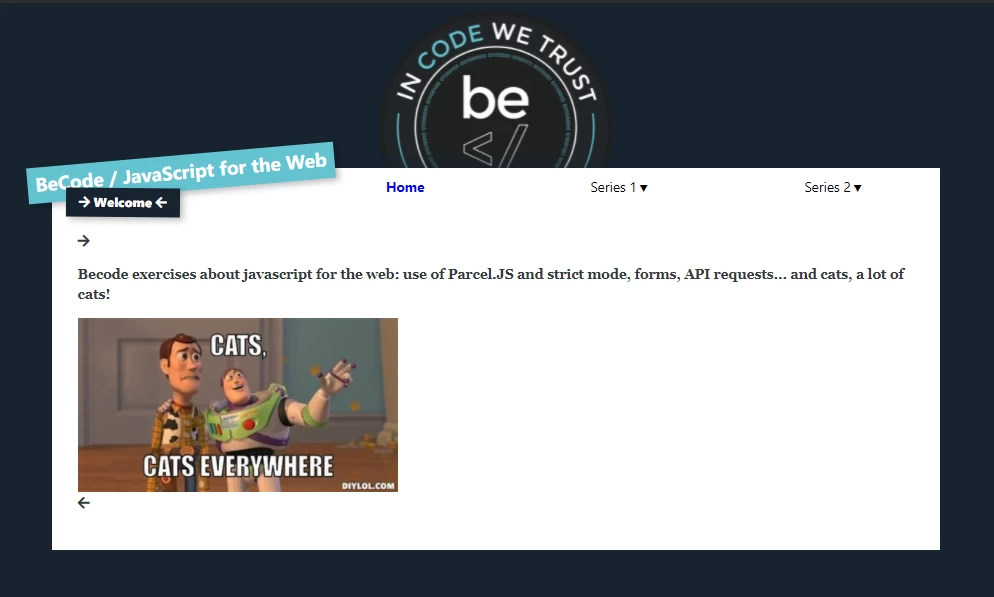 IN CODE WE TRUST
be
</
BeCode / JavaScript for the Web
Home
Series 1 ▾
Series 2 ▾
→ Welcome ←
→
Becode exercises about javascript for the web: use of Parcel.JS and strict mode, forms, API requests... and cats, a lot of
cats!
CATS,
CATS EVERYWHERE
DIYLOL.COM
←